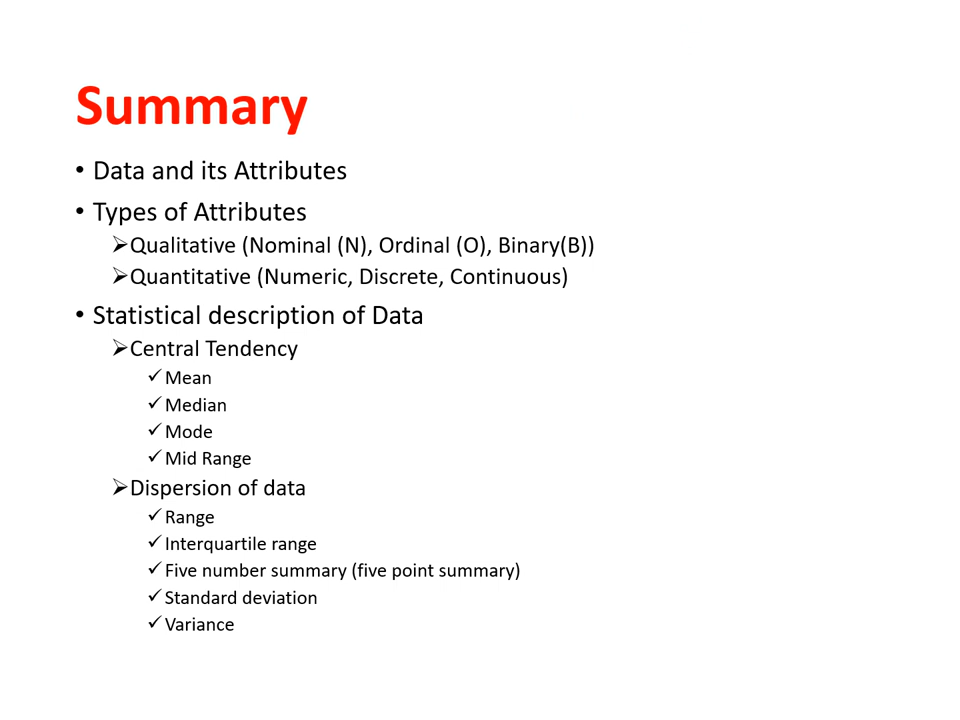 Summary
• Data and its Attributes
• Types of Attributes
➢Qualitative (Nominal (N), Ordinal (O), Binary(B))
➢Quantitative (Numeric, Discrete, Continuous)
• Statistical description of Data
➢Central Tendency
✓Mean
✓Median
✓Mode
✓Mid Range
➢Dispersion of data
✓Range
✓Interquartile range
✓Five number summary (five point summary)
✓Standard deviation
✓Variance